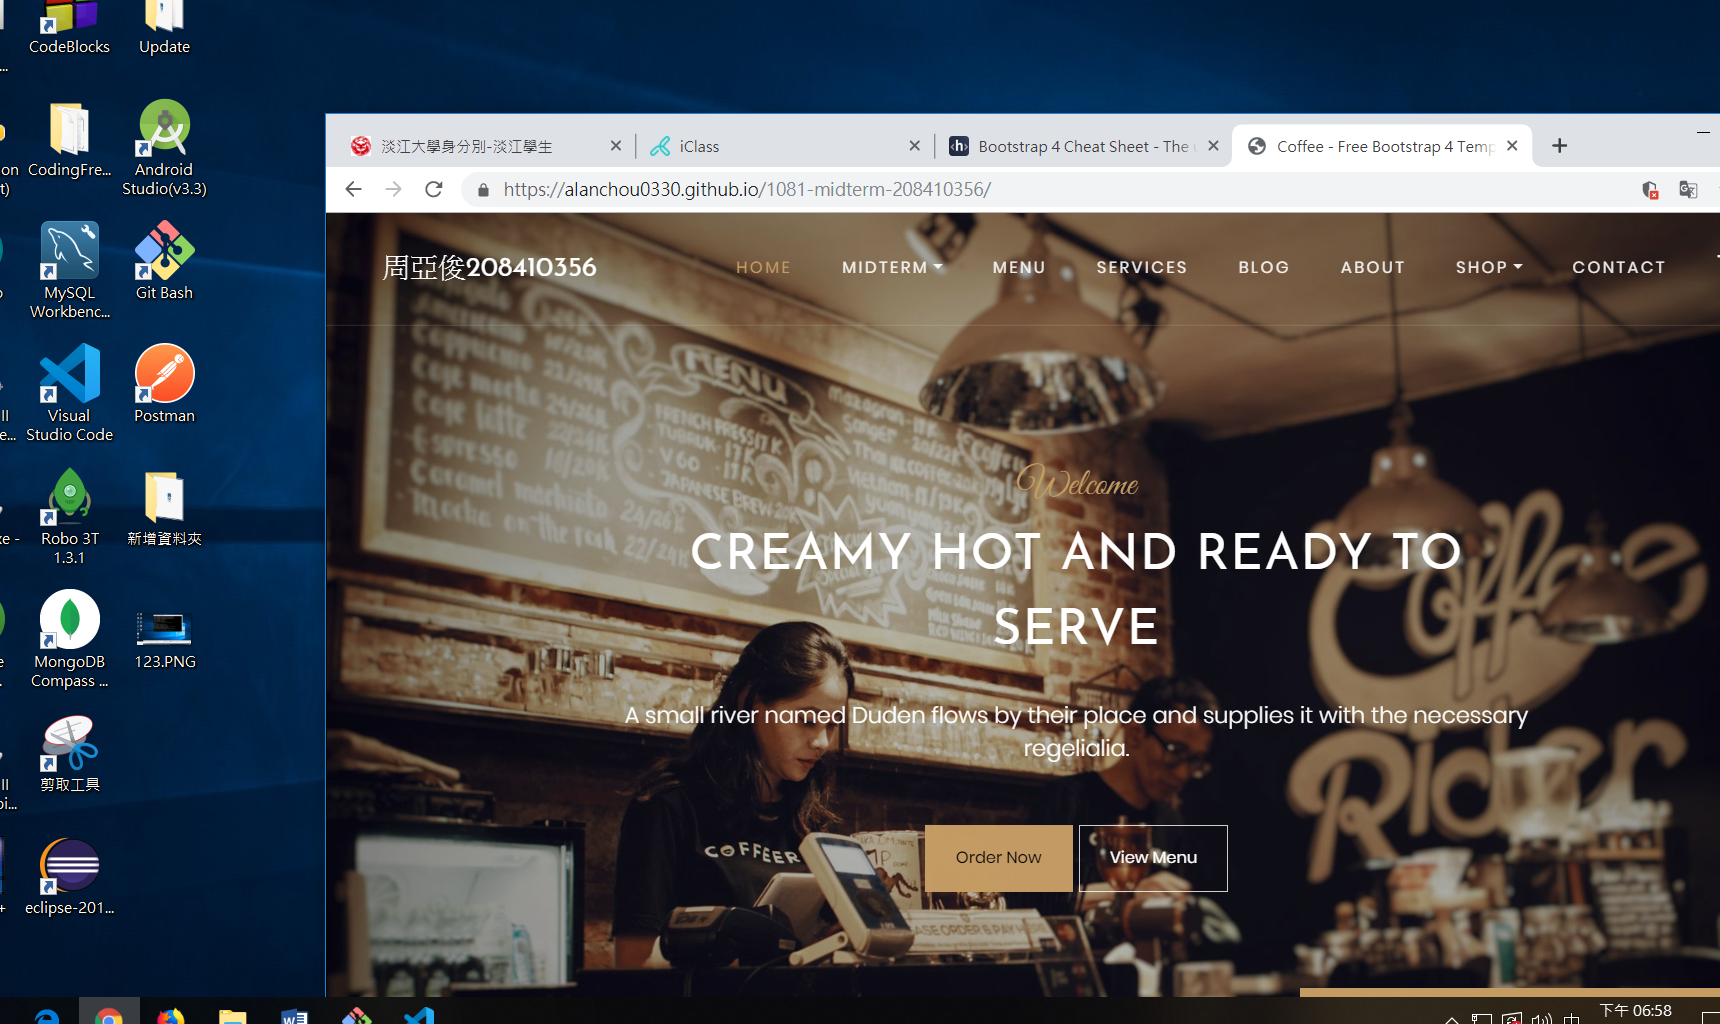 CodeBlocks
Update
CodingFre...
Android
Studio(v3.3)
MySQL
Workbenc...
Git Bash
Visual
Studio Code
Postman
Robo 3T
1.3.1
新增資料夾
MongoDB
Compass ...
123.PNG
剪取工具
eclipse-201...
淡江大學身分別-淡江學生
iClass
Bootstrap 4 Cheat Sheet - The u
Coffee - Free Bootstrap 4 Temp
https://alanchou0330.github.io/1081-midterm-208410356/
周亞俊208410356
HOME
MIDTERM
MENU
SERVICES
BLOG
ABOUT
SHOP
CONTACT
MENU
Espresso
Welcome
CREAMY HOT AND READY TO
SERVE
A small river named Duden flows by their place and supplies it with the necessary
regelialia.
Order Now
View Menu
COFFEER
Coffee
Rider
下午 06:58
中